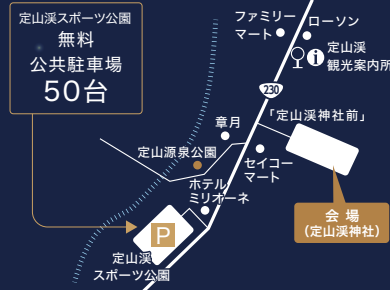 定山渓スポーツ公園
無料
公共駐車場
50台
ファミリー
マート
ローソン
i
定山渓
観光案内所
230
「定山渓神社前」
章月
定山源泉公園
セイコー
マート
ホテル
ミリオーネ
P
定山渓
スポーツ公園
会場
（定山渓神社）